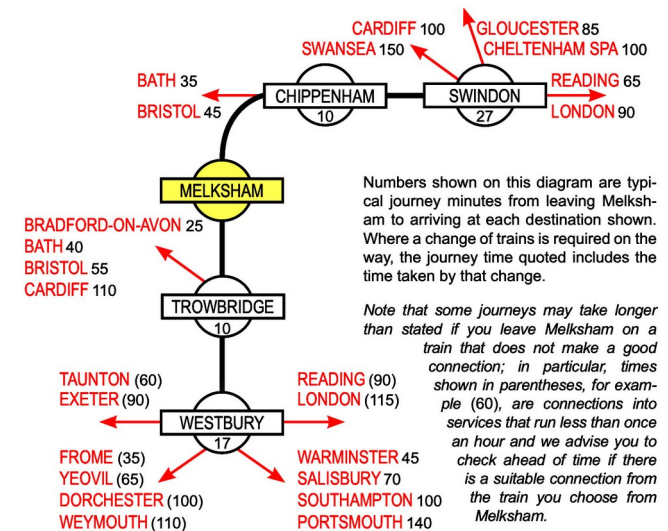 CARDIFF 100
SWANSEA 150
GLOUCESTER 85
CHELTENHAM SPA 100
BATH 35
BRISTOL 45
CHIPPENHAM
10
SWINDON
27
READING 65
LONDON 90
MELKSHAM
Numbers shown on this diagram are typi-
cal journey minutes from leaving Melksh-
am to arriving at each destination shown.
Where a change of trains is required on the
way, the journey time quoted includes the
time taken by that change.
BRADFORD-ON-AVON 25
BATH 40
BRISTOL 55
CARDIFF 110
TROWBRIDGE
10
Note that some journeys may take longer
than stated if you leave Melksham on a
train that does not make a good
connection; in particular, times
shown in parentheses, for exam-
ple (60), are connections into
services that run less than once
an hour and we advise you to
check ahead of time if there
is a suitable connection from
the train you choose from
Melksham.
TAUNTON (60)
EXETER (90)
READING (90)
LONDON (115)
WESTBURY
17
FROME (35)
YEOVIL (65)
DORCHESTER (100)
WEYMOUTH (110)
WARMINSTER 45
SALISBURY 70
SOUTHAMPTON 100
PORTSMOUTH 140